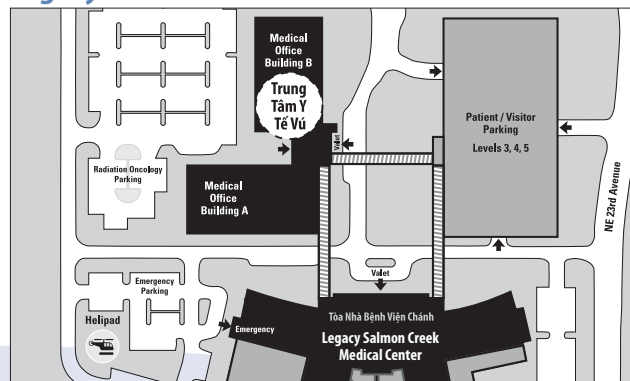 Medical
Office
Building B
Trung
Tâm Y
Tế Vú
Valet
Patient / Visitor
Parking
Levels 3, 4, 5
NE 23rd Avenue
Radiation Oncology
Parking
Medical
Office
Building A
Valet
Emergency
Parking
Helipad
Emergency
Tòa Nhà Bệnh Viện Chánh
Legacy Salmon Creek
Medical Center